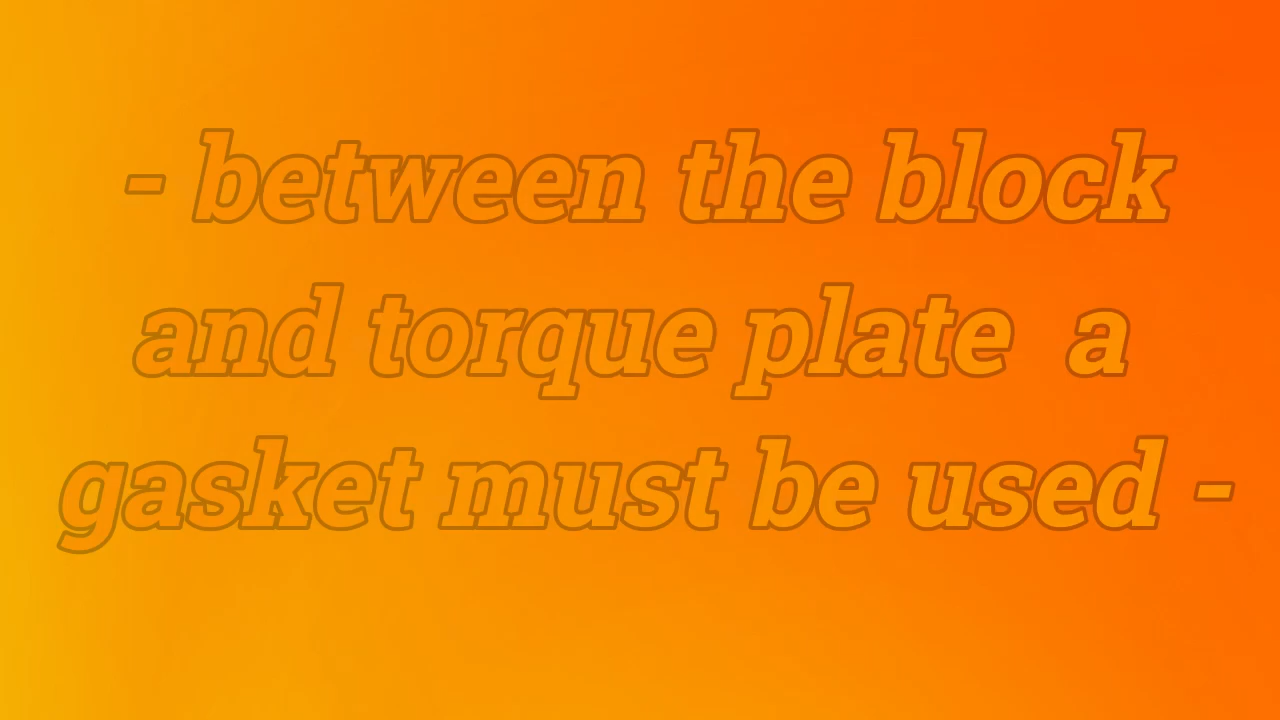 - between the block
and torque plate  a
gasket must be used -